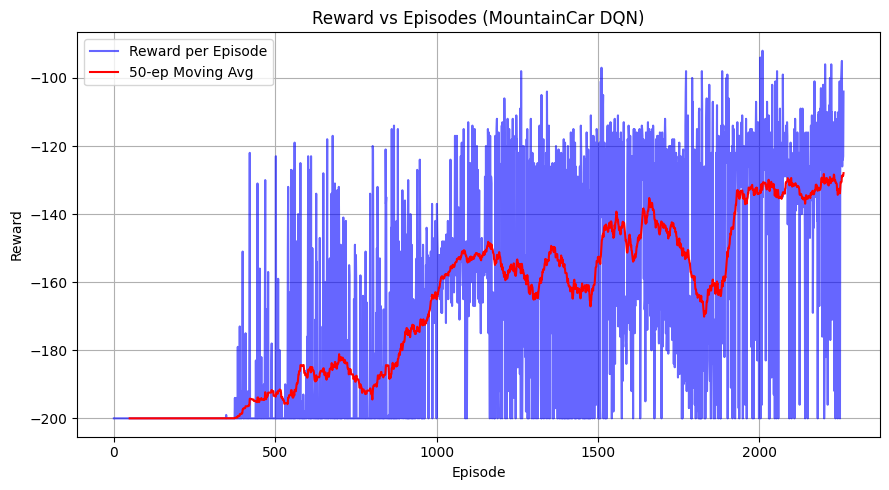 Reward vs Episodes (MountainCar DQN)
Reward per Episode
50-ep Moving Avg
−100
−120
−140
−160
−180
−200
Reward
0
500
1000
1500
2000
Episode